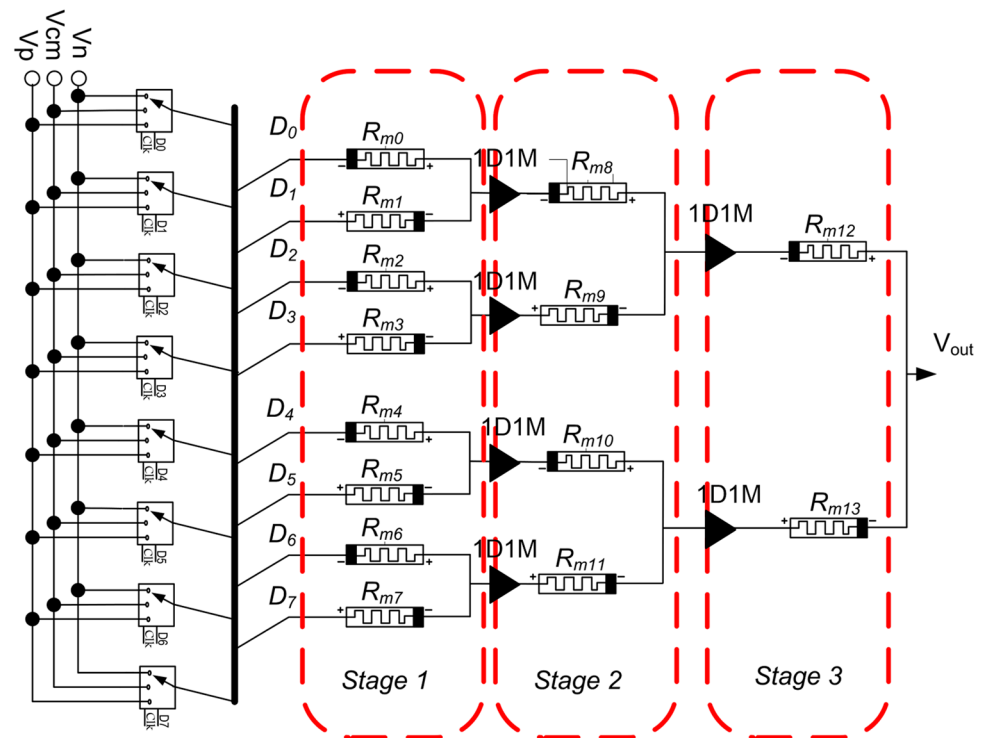 Vp
Vcm
Vn
Clk D0
Clk D1
Clk D2
Clk D3
Clk D4
Clk D5
Clk D6
Clk D7
D0
D1
D2
D3
D4
D5
D6
D7
Rm0
− +
Rm1
+ −
Rm2
− +
Rm3
+ −
Rm4
− +
Rm5
+ −
Rm6
− +
Rm7
+ −
Stage 1
1D1M
1D1M
1D1M
1D1M
Rm8
− +
Rm9
+ −
Rm10
− +
Rm11
+ −
Stage 2
1D1M
1D1M
Rm12
− +
Rm13
+ −
Stage 3
Vout